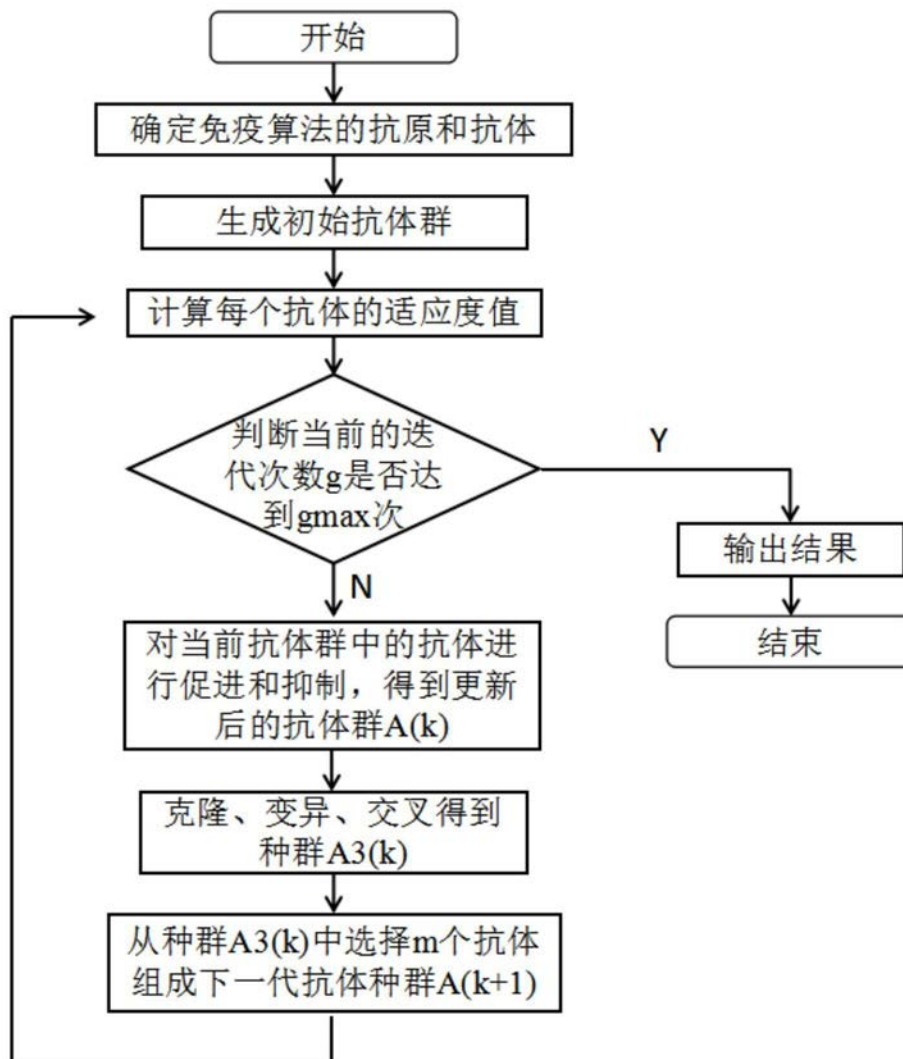 开始
确定免疫算法的抗原和抗体
生成初始抗体群
计算每个抗体的适应度值
判断当前的迭
代次数g是否达
到gmax次
Y
输出结果
结束
N
对当前抗体群中的抗体进
行促进和抑制，得到更新
后的抗体群A(k)
克隆、变异、交叉得到
种群A3(k)
从种群A3(k)中选择m个抗体
组成下一代抗体种群A(k+1)